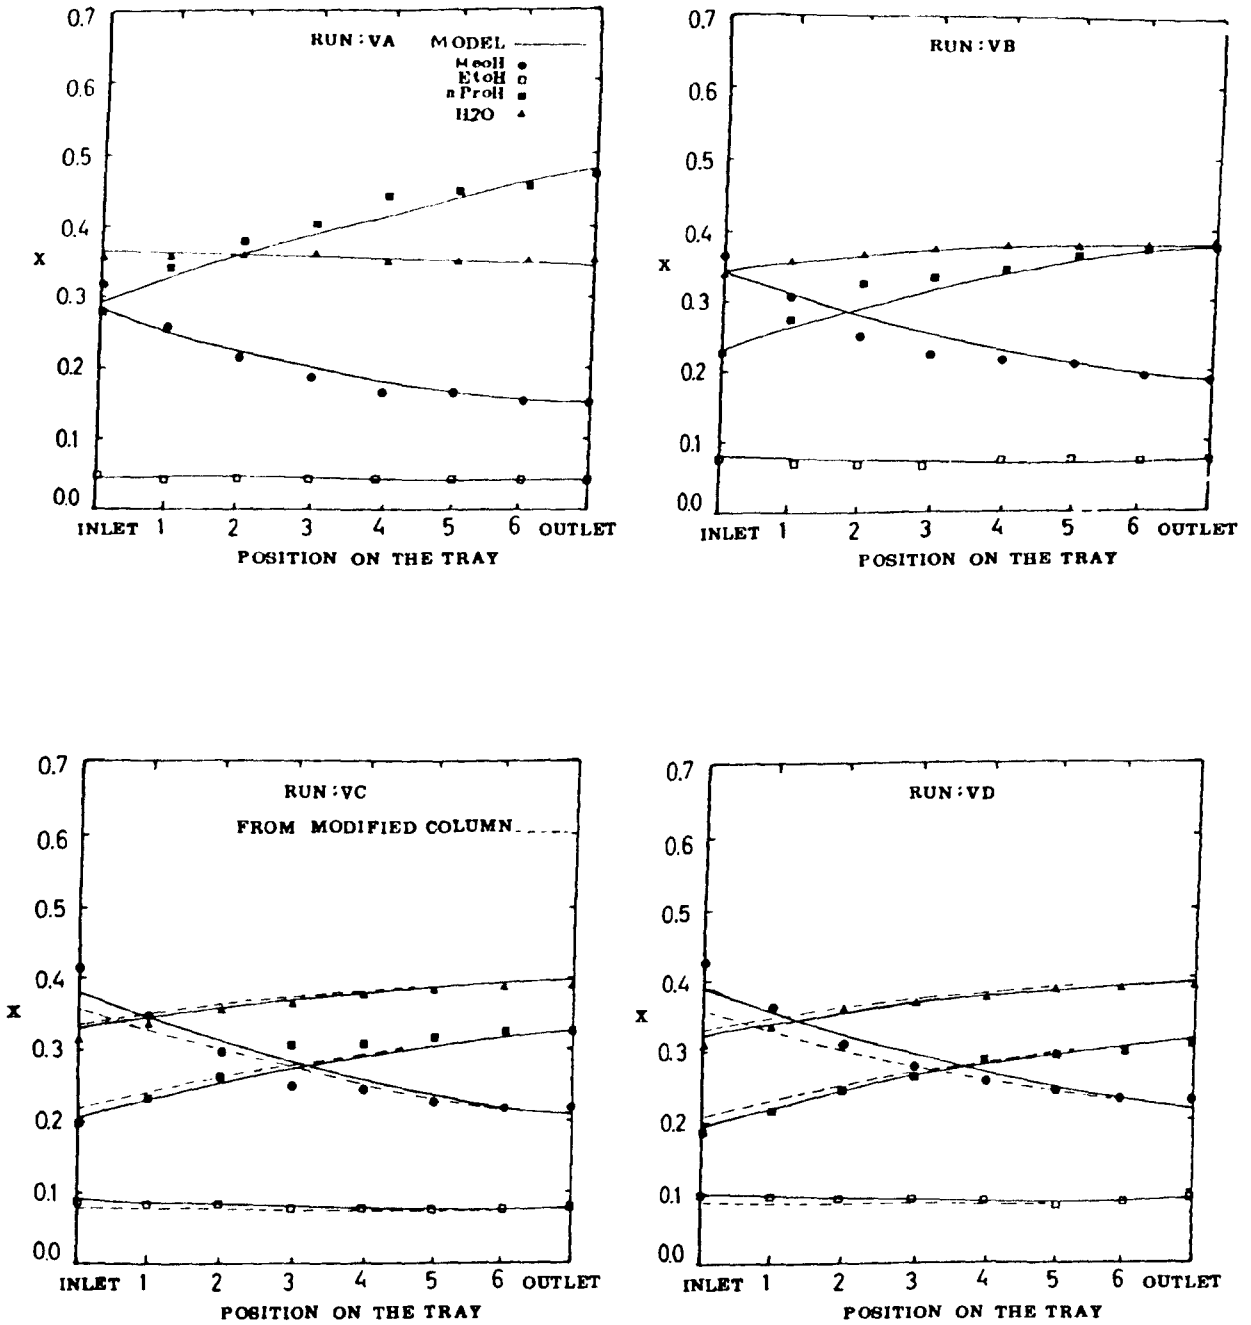 0.7
0.6
0.5
0.4
X
0.3
0.2
0.1
0.0
RUN:VA MODEL
MeoH
EtoH
nProH
H2O
INLET 1 2 3 4 5 6 OUTLET
POSITION ON THE TRAY
0.7
0.6
0.5
0.4
X
0.3
0.2
0.1
0.0
RUN:VB
INLET 1 2 3 4 5 6 OUTLET
POSITION ON THE TRAY
0.7
0.6
0.5
0.4
X
0.3
0.2
0.1
0.0
RUN:VC
FROM MODIFIED COLUMN
INLET 1 2 3 4 5 6 OUTLET
POSITION ON THE TRAY
0.7
0.6
0.5
0.4
X
0.3
0.2
0.1
0.0
RUN:VD
INLET 1 2 3 4 5 6 OUTLET
POSITION ON THE TRAY